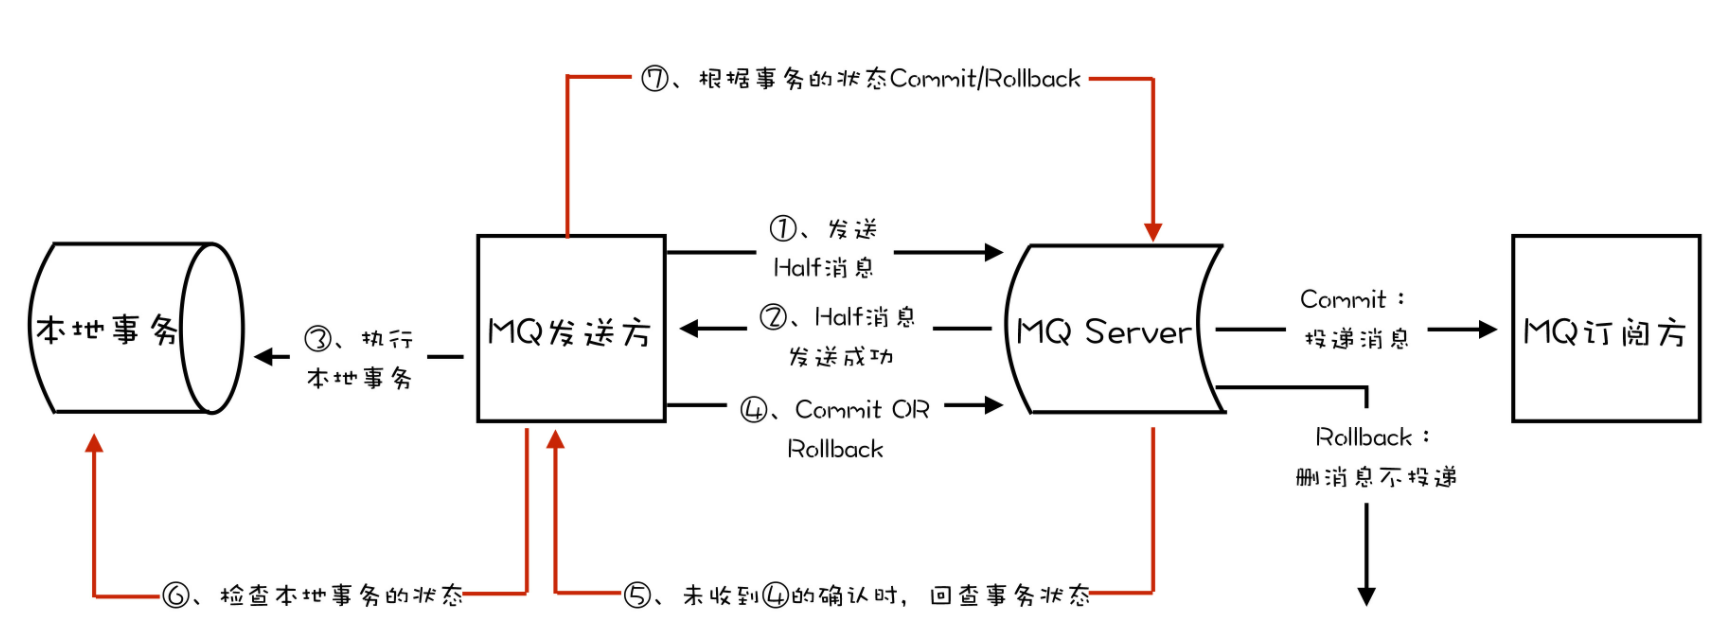 ⑦、根据事务的状态Commit/Rollback
①、发送
Half消息
②、Half消息
发送成功
本地事务
③、执行
本地事务
MQ发送方
MQ Server
Commit：
投递消息
MQ订阅方
④、Commit OR
Rollback
Rollback：
删消息不投递
⑥、检查本地事务的状态
⑤、未收到④的确认时，回查事务状态